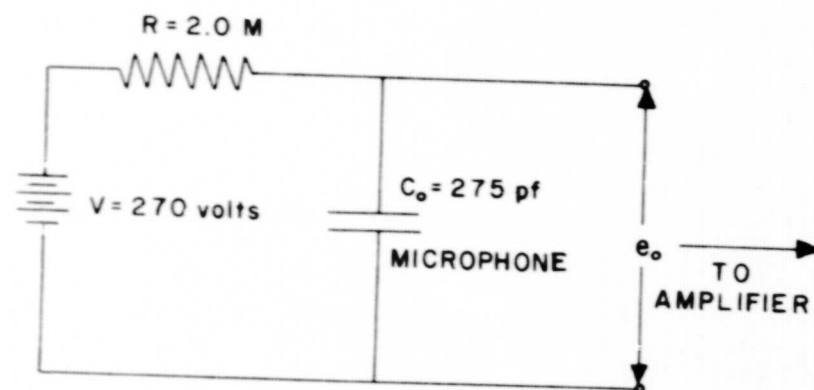 R = 2.0 M
V = 270 volts
C₀ = 275 pf
MICROPHONE
e₀
TO
AMPLIFIER